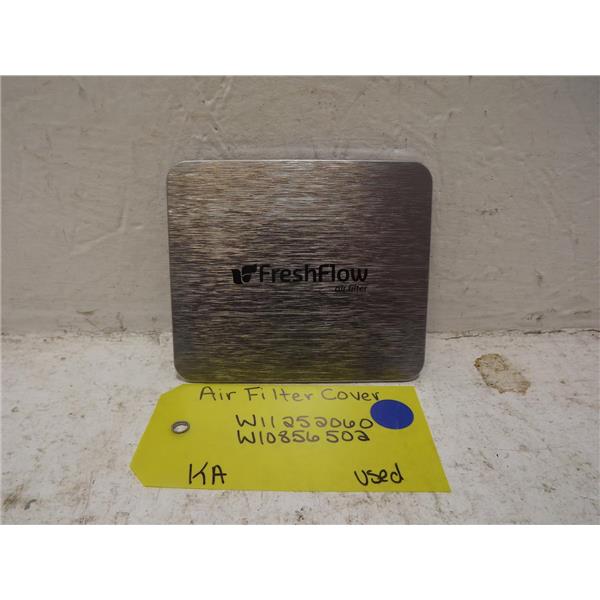 FreshFlow
air filter
Air Filter Cover
W11252060
W10856502
KA used